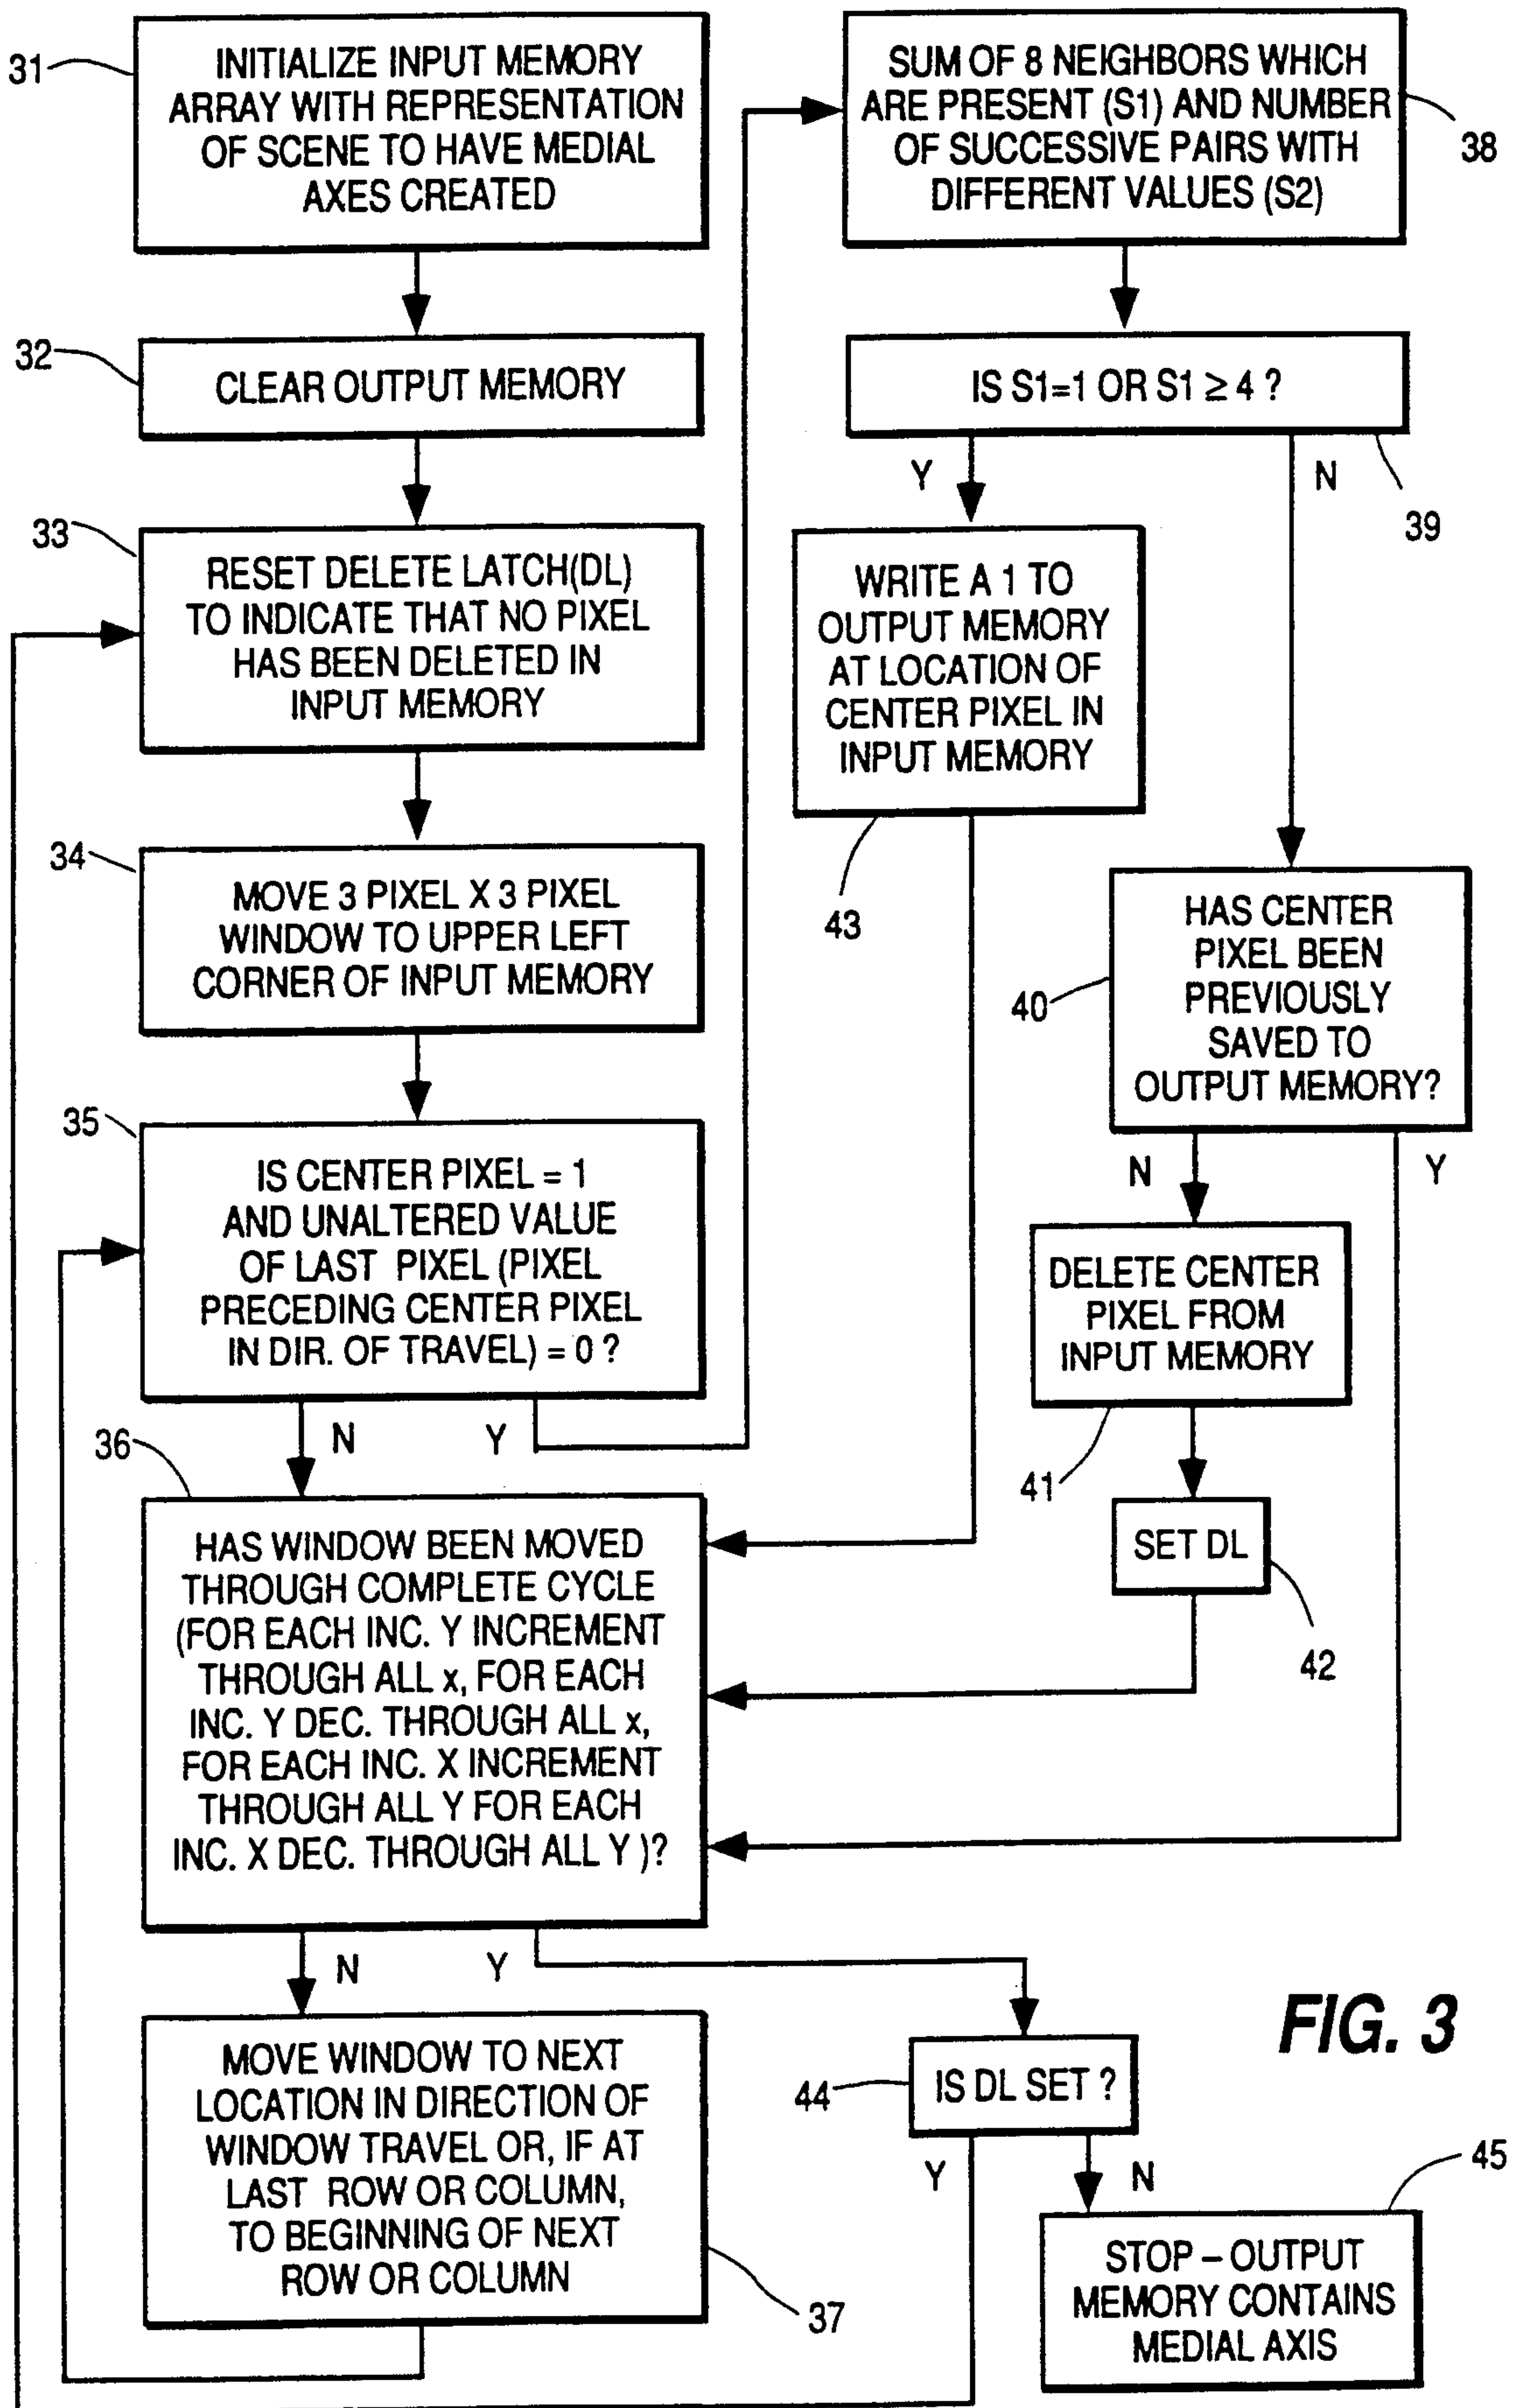 31
INITIALIZE INPUT MEMORY
ARRAY WITH REPRESENTATION
OF SCENE TO HAVE MEDIAL
AXES CREATED
32
CLEAR OUTPUT MEMORY
33
RESET DELETE LATCH(DL)
TO INDICATE THAT NO PIXEL
HAS BEEN DELETED IN
INPUT MEMORY
34
MOVE 3 PIXEL X 3 PIXEL
WINDOW TO UPPER LEFT
CORNER OF INPUT MEMORY
35
IS CENTER PIXEL = 1
AND UNALTERED VALUE
OF LAST PIXEL (PIXEL
PRECEDING CENTER PIXEL
IN DIR. OF TRAVEL) = 0 ?
N
Y
36
HAS WINDOW BEEN MOVED
THROUGH COMPLETE CYCLE
(FOR EACH INC. Y INCREMENT
THROUGH ALL x, FOR EACH
INC. Y DEC. THROUGH ALL x,
FOR EACH INC. X INCREMENT
THROUGH ALL Y FOR EACH
INC. X DEC. THROUGH ALL Y )?
N
Y
MOVE WINDOW TO NEXT
LOCATION IN DIRECTION OF
WINDOW TRAVEL OR, IF AT
LAST ROW OR COLUMN,
TO BEGINNING OF NEXT
ROW OR COLUMN
37
SUM OF 8 NEIGHBORS WHICH
ARE PRESENT (S1) AND NUMBER
OF SUCCESSIVE PAIRS WITH
DIFFERENT VALUES (S2)
38
IS S1=1 OR S1 ≥ 4 ?
39
Y
N
WRITE A 1 TO
OUTPUT MEMORY
AT LOCATION OF
CENTER PIXEL IN
INPUT MEMORY
43
HAS CENTER
PIXEL BEEN
PREVIOUSLY
SAVED TO
OUTPUT MEMORY?
40
N
Y
DELETE CENTER
PIXEL FROM
INPUT MEMORY
41
SET DL
42
44
IS DL SET ?
Y
N
45
STOP – OUTPUT
MEMORY CONTAINS
MEDIAL AXIS
FIG. 3